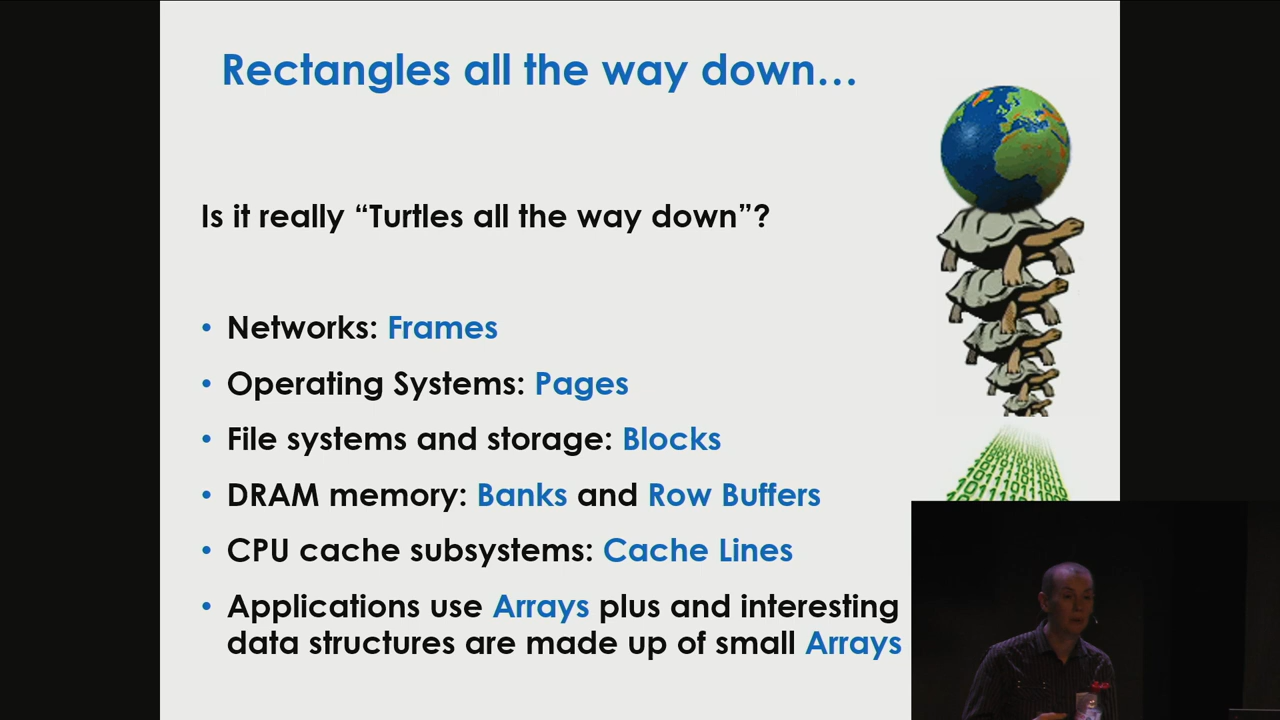 Rectangles all the way down…
Is it really “Turtles all the way down”?
• Networks: Frames
• Operating Systems: Pages
• File systems and storage: Blocks
• DRAM memory: Banks and Row Buffers
• CPU cache subsystems: Cache Lines
• Applications use Arrays plus and interesting
data structures are made up of small Arrays